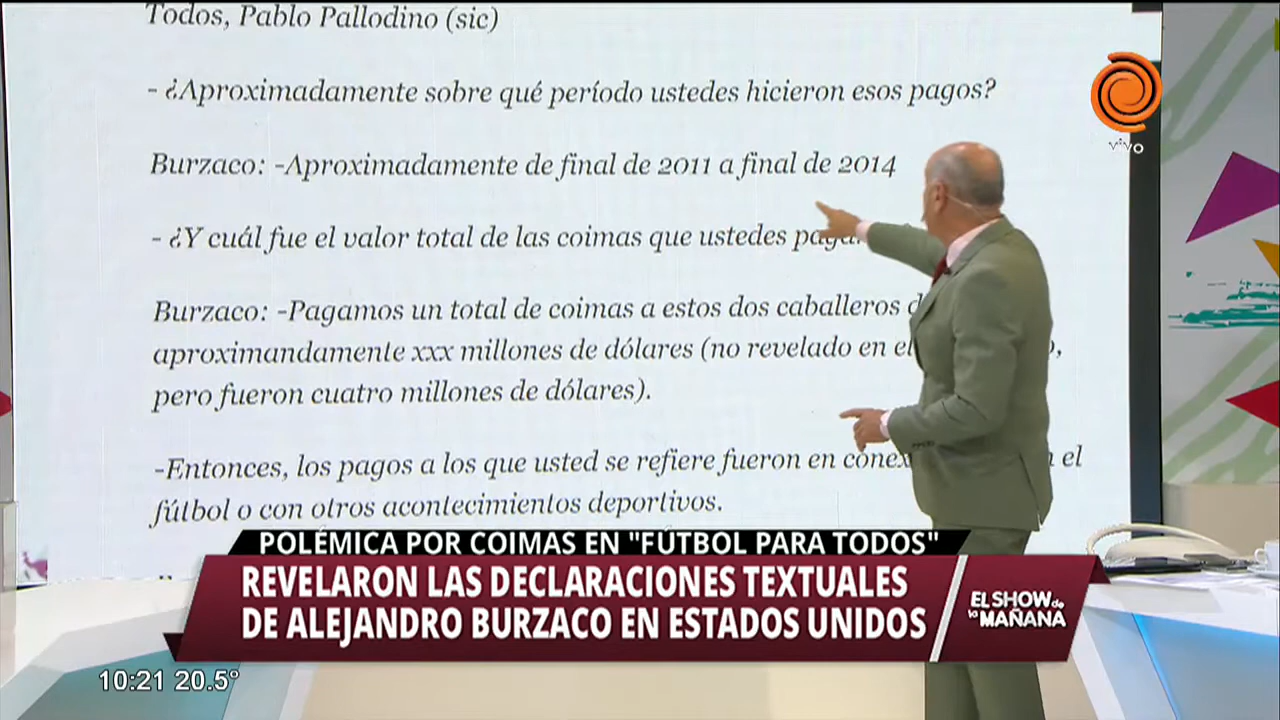 Todos, Pablo Pallodino (sic)
- ¿Aproximadamente sobre qué período ustedes hicieron esos pagos?
Burzaco: -Aproximadamente de final de 2011 a final de 2014
- ¿Y cuál fue el valor total de las coimas que ustedes
Burzaco: -Pagamos un total de coimas a estos dos caballeros
aproximandamente xxx millones de dólares (no revelado en
pero fueron cuatro millones de dólares).
-Entonces, los pagos a los que usted se refiere fueron en el
fútbol o con otros acontecimientos deportivos.
vivo
POLÉMICA POR COIMAS EN "FÚTBOL PARA TODOS"
REVELARON LAS DECLARACIONES TEXTUALES
DE ALEJANDRO BURZACO EN ESTADOS UNIDOS
EL SHOW de
la MAÑANA
10:21 20.5°